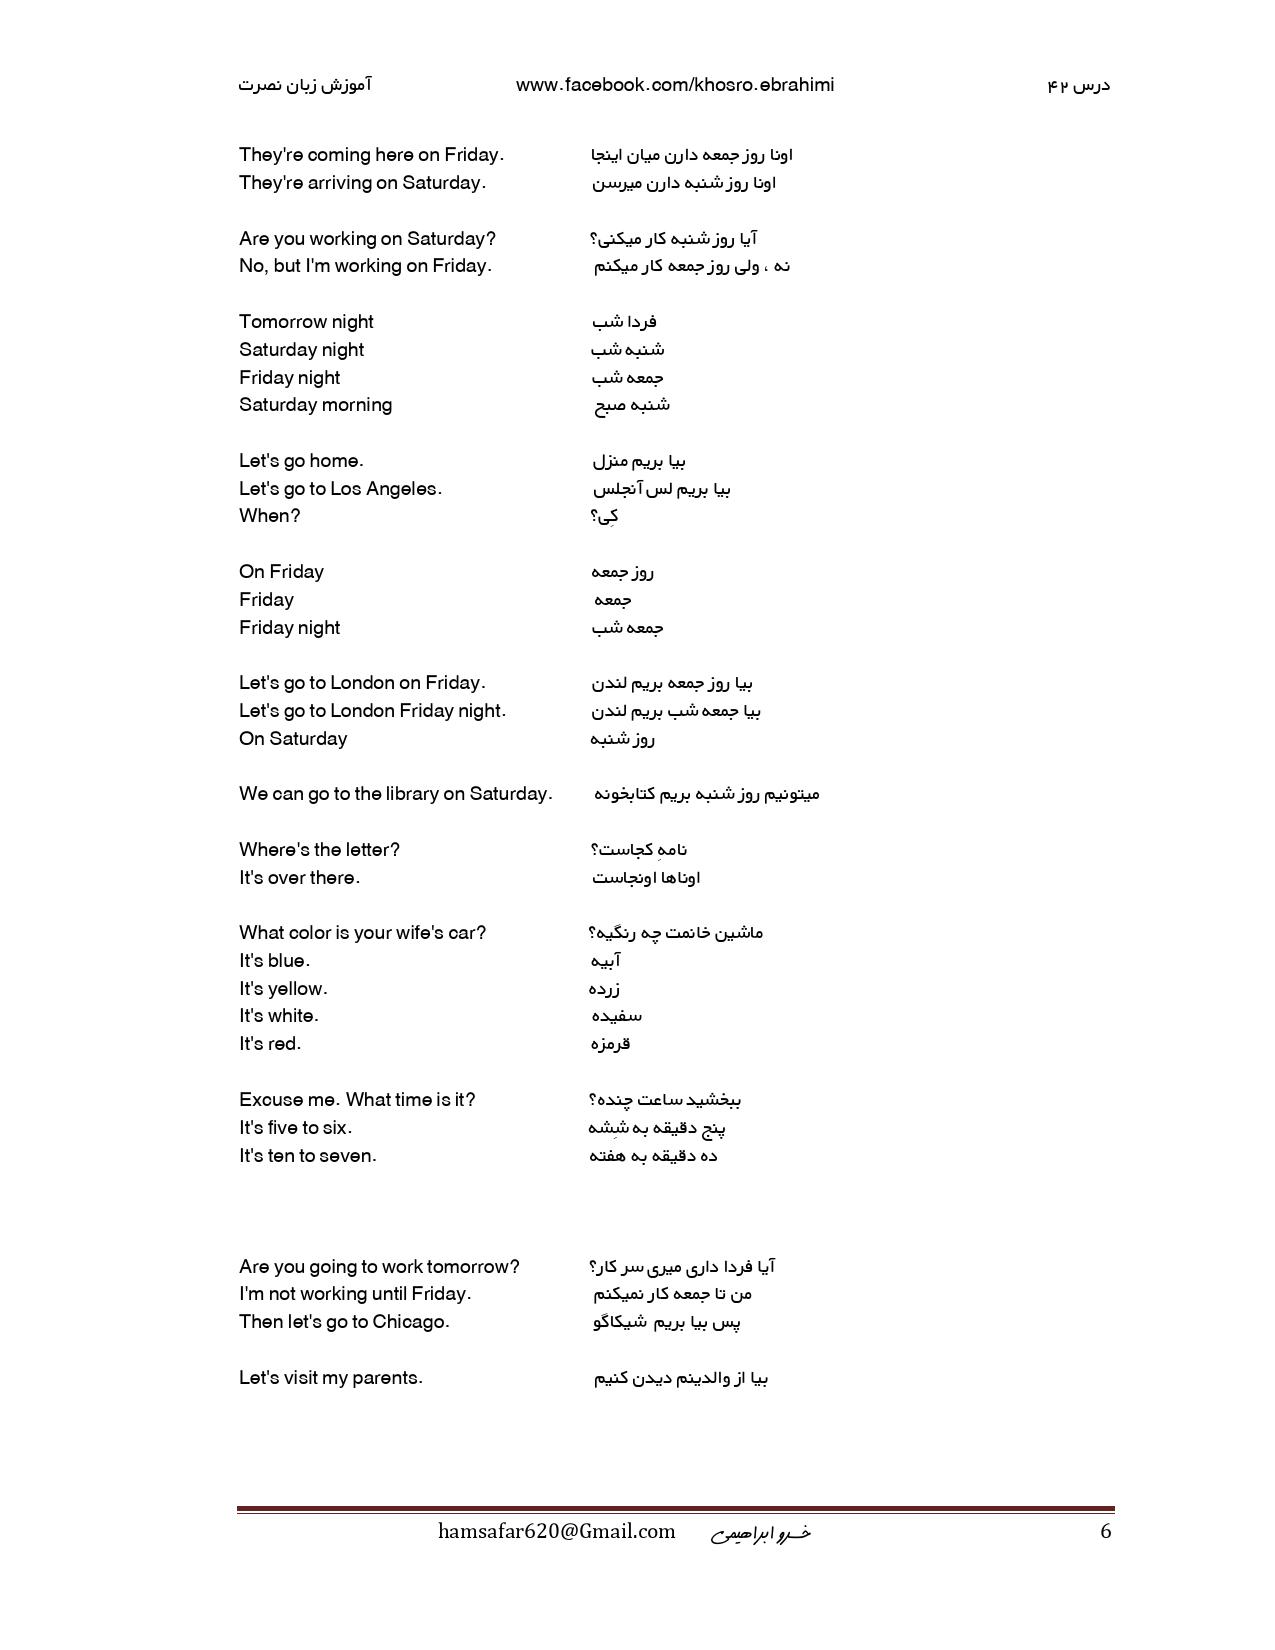 آموزش زبان نصرت www.facebook.com/khosro.ebrahimi درس ۴۲
They're coming here on Friday. اونا روز جمعه دارن میان اینجا
They're arriving on Saturday. اونا روز شنبه دارن میرسن
Are you working on Saturday? آیا روز شنبه کار میکنی؟
No, but I'm working on Friday. نه ، ولی روز جمعه کار میکنم
Tomorrow night فردا شب
Saturday night شنبه شب
Friday night جمعه شب
Saturday morning شنبه صبح
Let's go home. بیا بریم منزل
Let's go to Los Angeles. بیا بریم لس آنجلس
When? کِی؟
On Friday روز جمعه
Friday جمعه
Friday night جمعه شب
Let's go to London on Friday. بیا روز جمعه بریم لندن
Let's go to London Friday night. بیا جمعه شب بریم لندن
On Saturday روز شنبه
We can go to the library on Saturday. میتونیم روز شنبه بریم کتابخونه
Where's the letter? نامهِ کجاست؟
It's over there. اوناها اونجاست
What color is your wife's car? ماشین خانمت چه رنگیه؟
It's blue. آبیه
It's yellow. زرده
It's white. سفیده
It's red. قرمزه
Excuse me. What time is it? ببخشید ساعت چنده؟
It's five to six. پنج دقیقه به شِشه
It's ten to seven. ده دقیقه به هفته
Are you going to work tomorrow? آیا فردا داری میری سر کار؟
I'm not working until Friday. من تا جمعه کار نمیکنم
Then let's go to Chicago. پس بیا بریم شیکاگو
Let's visit my parents. بیا از والدینم دیدن کنیم
hamsafar620@Gmail.com خسرو ابراهیمی 6